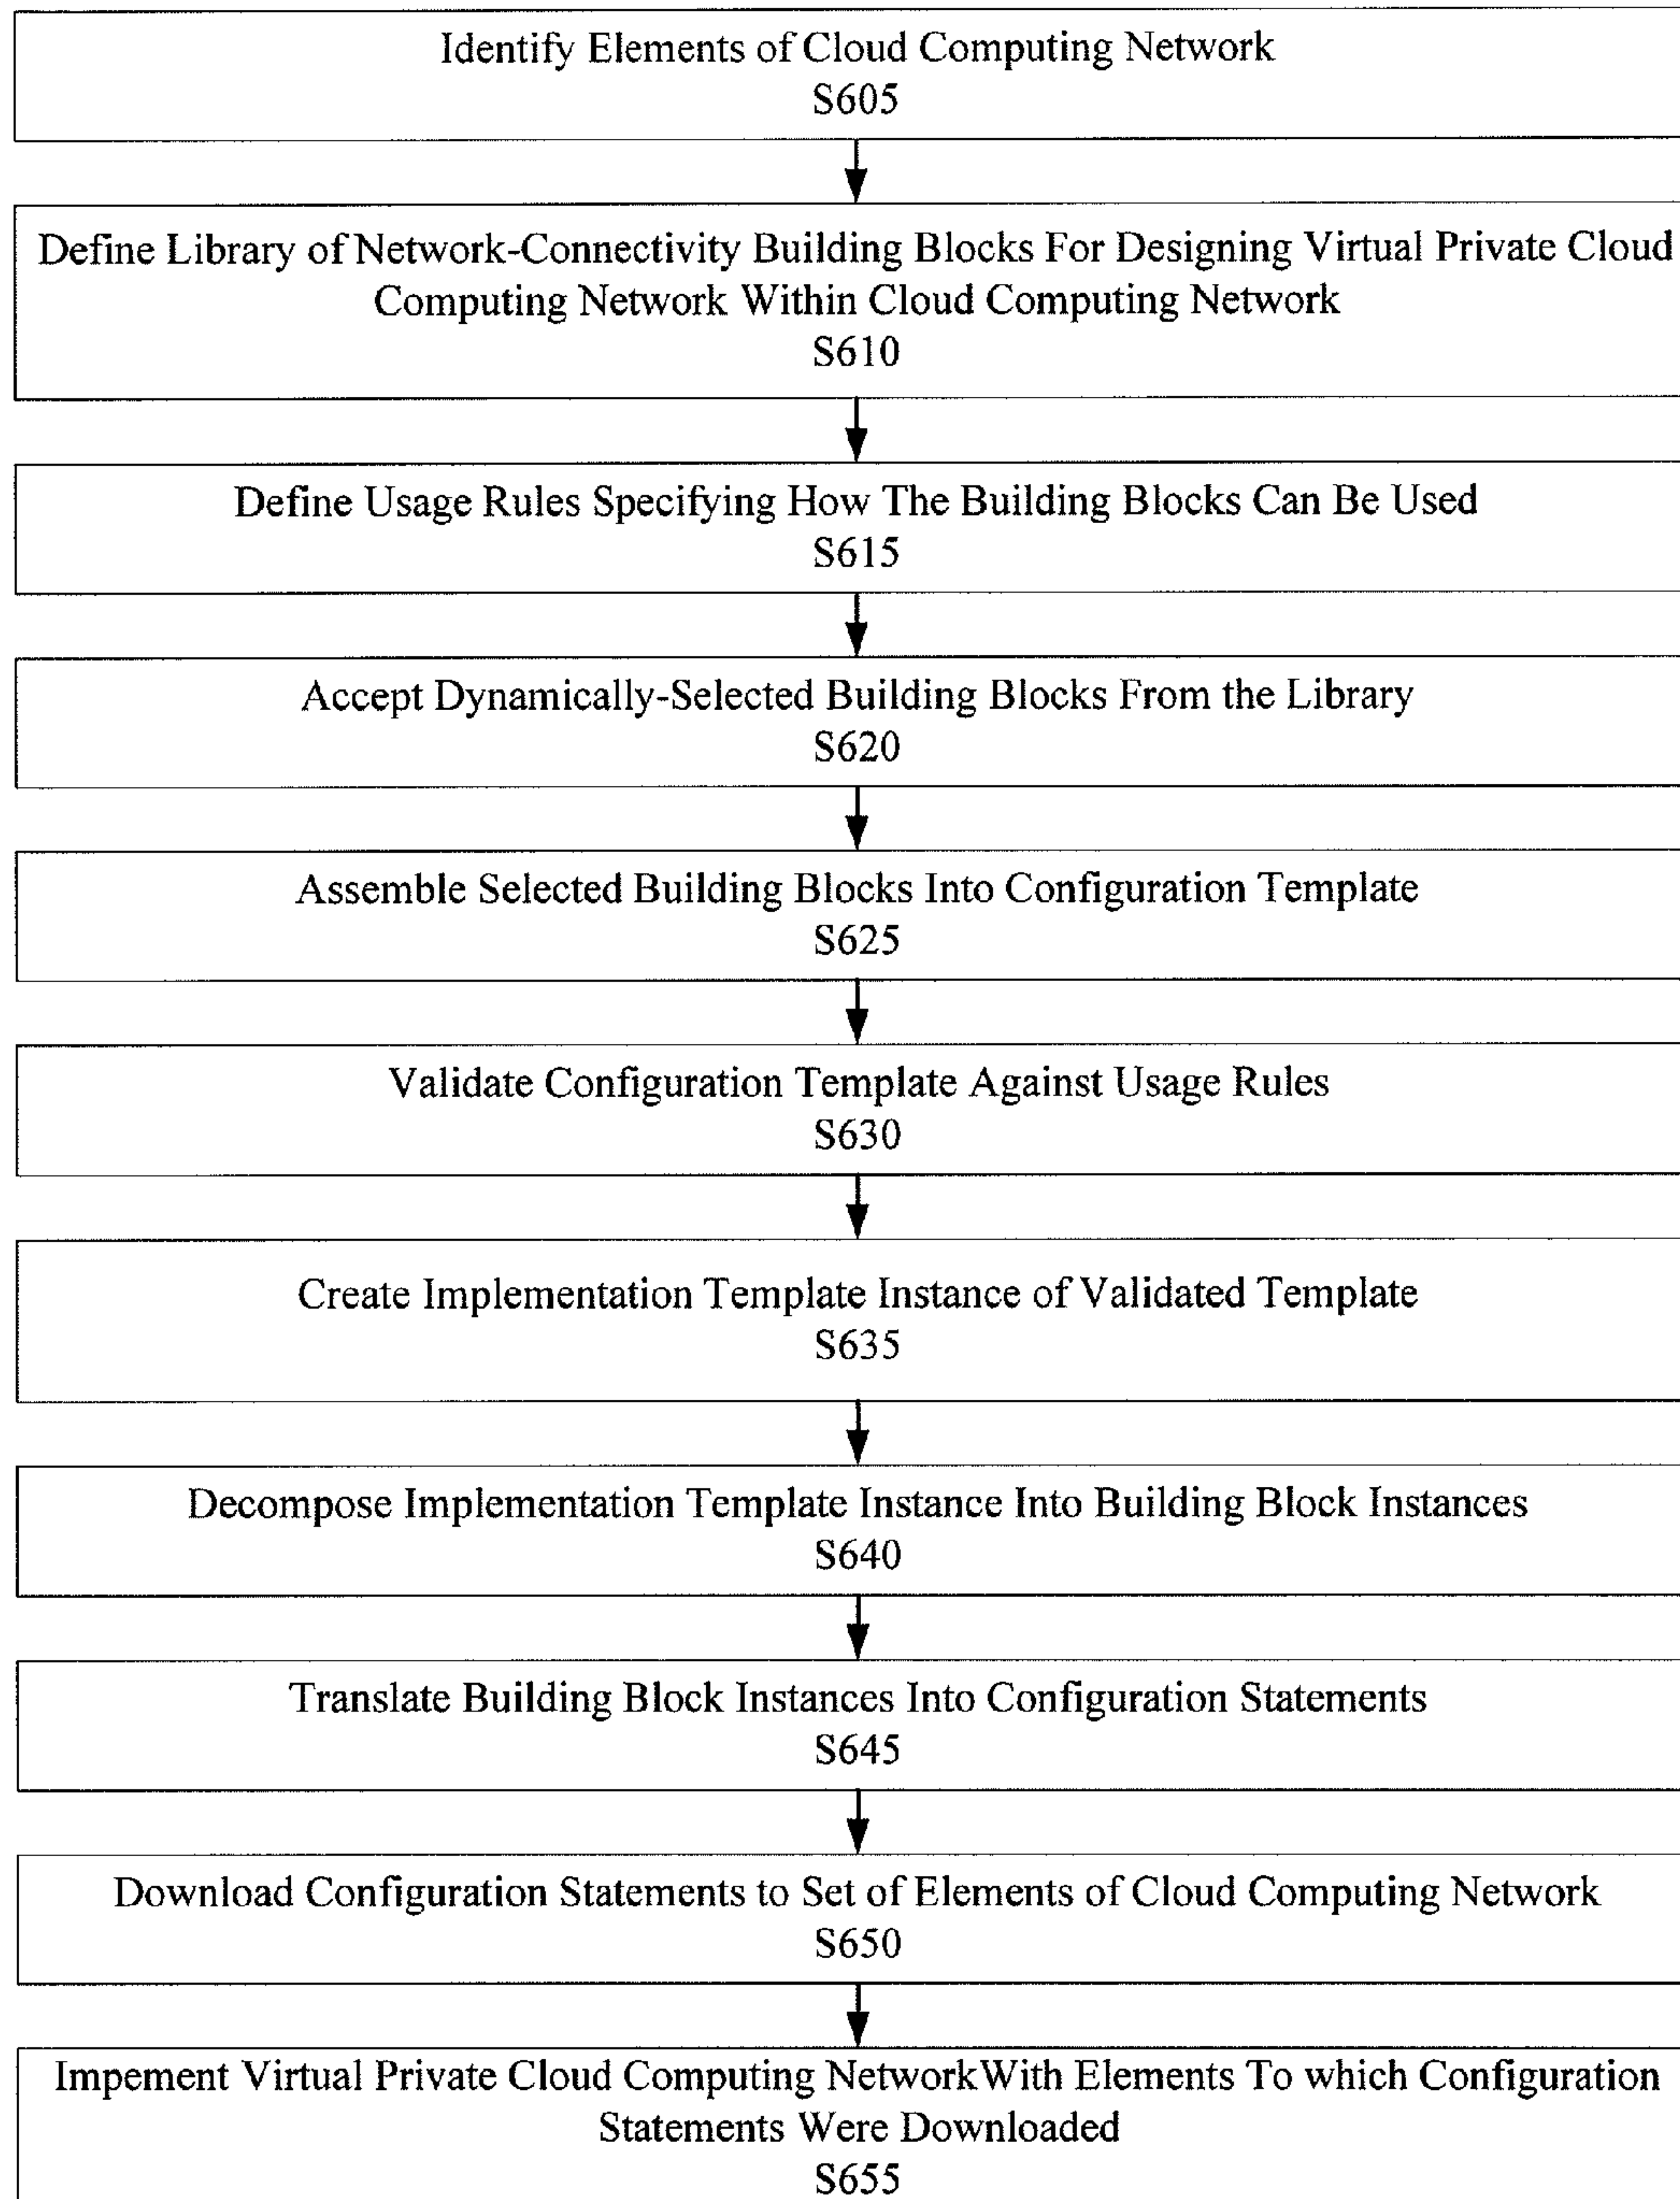 Identify Elements of Cloud Computing Network
S605
Define Library of Network-Connectivity Building Blocks For Designing Virtual Private Cloud
Computing Network Within Cloud Computing Network
S610
Define Usage Rules Specifying How The Building Blocks Can Be Used
S615
Accept Dynamically-Selected Building Blocks From the Library
S620
Assemble Selected Building Blocks Into Configuration Template
S625
Validate Configuration Template Against Usage Rules
S630
Create Implementation Template Instance of Validated Template
S635
Decompose Implementation Template Instance Into Building Block Instances
S640
Translate Building Block Instances Into Configuration Statements
S645
Download Configuration Statements to Set of Elements of Cloud Computing Network
S650
Impement Virtual Private Cloud Computing NetworkWith Elements To which Configuration
Statements Were Downloaded
S655